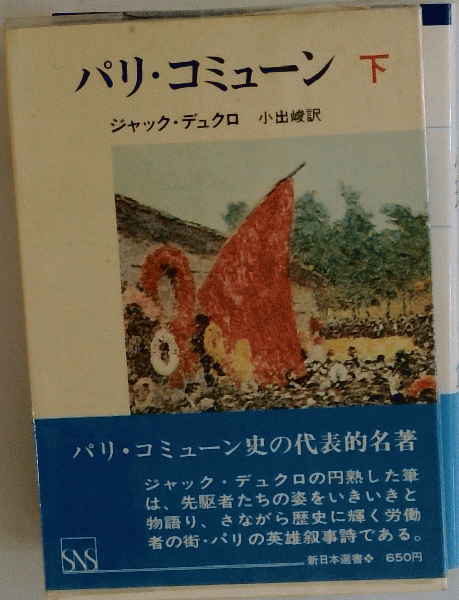 パリ・コミューン 下
ジャック・デュクロ 小出峻訳
パリ・コミューン史の代表的名著
ジャック・デュクロの円熟した筆
は、先駆者たちの姿をいきいきと
物語り、さながら歴史に輝く労働
者の街・パリの英雄叙事詩である。
SNS
新日本選書 650円